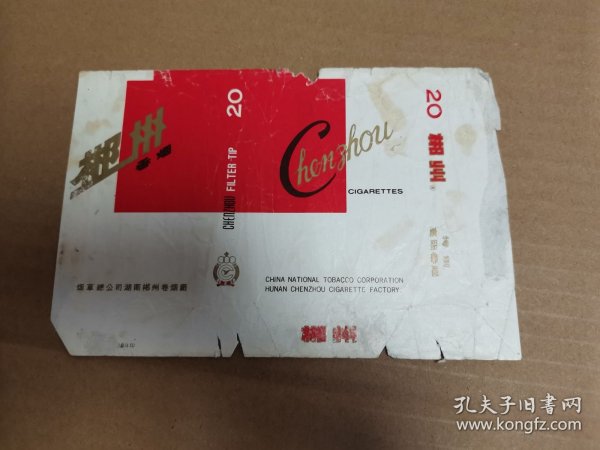 郴州
香烟
烟草总公司湖南郴州卷烟厂
20
CHENZHOU FILTER·TIP
Chenzhou
CIGARETTES
CHINA NATIONAL TOBACCO CORPORATION
HUNAN CHENZHOU CIGARETTE FACTORY
郴州
20
郴州
孔夫子旧书网
www.kongfz.com